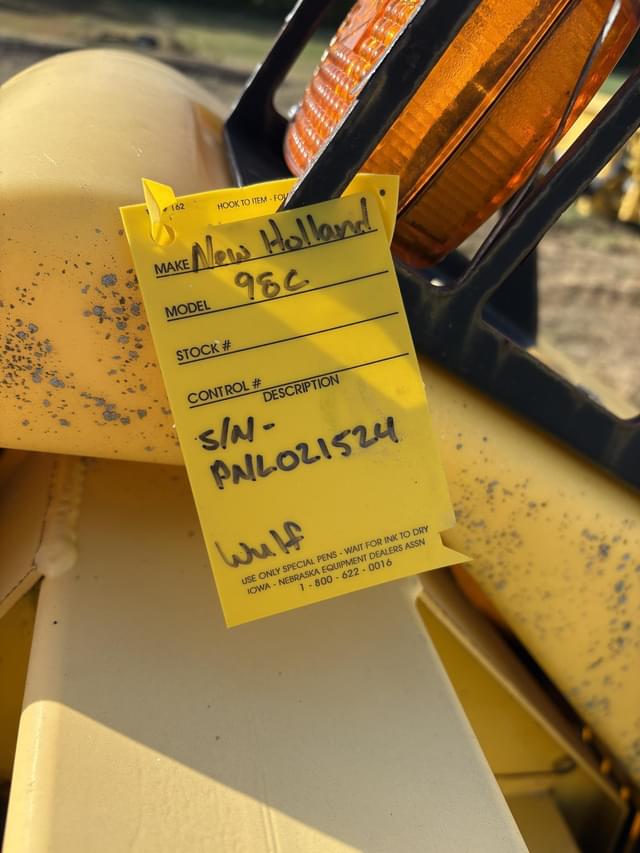 162 HOOK TO ITEM - FOL
MAKE New Holland
MODEL 98C
STOCK #
CONTROL #
DESCRIPTION
S/N-
PNL021524
Wulf
USE ONLY SPECIAL PENS - WAIT FOR INK TO DRY
IOWA - NEBRASKA EQUIPMENT DEALERS ASSN
1 - 800 - 622 - 0016